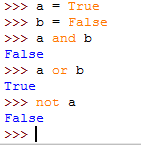 >>> a = True
>>> b = False
>>> a and b
False
>>> a or b
True
>>> not a
False
>>>